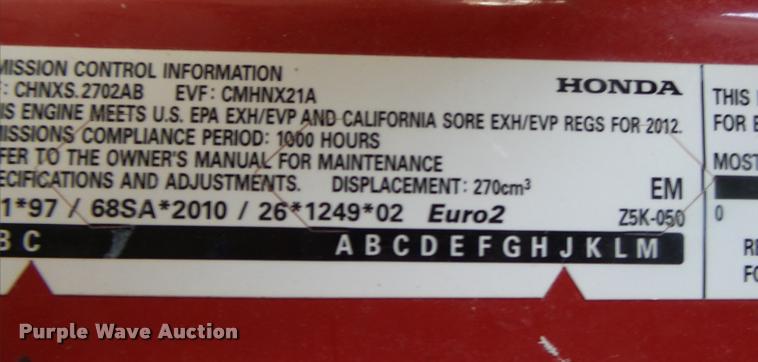 MISSION CONTROL INFORMATION
HONDA
: CHNXS.2702AB EVF: CMHNX21A
IS ENGINE MEETS U.S. EPA EXH/EVP AND CALIFORNIA SORE EXH/EVP REGS FOR 2012.
MISSIONS COMPLIANCE PERIOD: 1000 HOURS
FER TO THE OWNER'S MANUAL FOR MAINTENANCE
ECIFICATIONS AND ADJUSTMENTS. DISPLACEMENT: 270cm³ EM
1*97 / 68SA*2010 / 26*1249*02 Euro2 Z5K-050
B C A B C D E F G H J K L M
THIS
FOR E
MOST
0
RE
FO
Purple Wave Auction